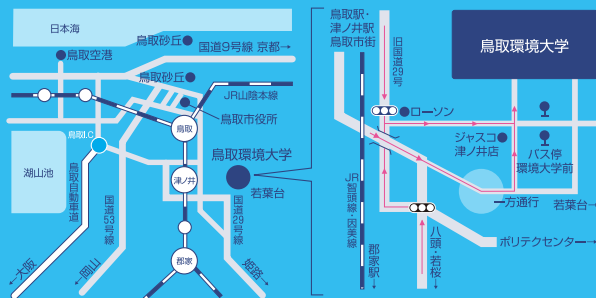 日本海
鳥取砂丘
国道9号線 京都→
鳥取空港
鳥取砂丘
JR山陰本線
鳥取市役所
鳥取
鳥取I.C
鳥取環境大学
湖山池
鳥取自動車道
津ノ井
若葉台
国道53号線
国道29号線
郡家
←大阪
←岡山
姫路→
鳥取駅・
津ノ井駅
鳥取市街
旧国道29号
鳥取環境大学
ローソン
ジャスコ
津ノ井店
バス停
環境大学前
JR智頭線・因美線
一方通行
若葉台→
郡家駅→
八頭・若桜→
ポリテクセンター→